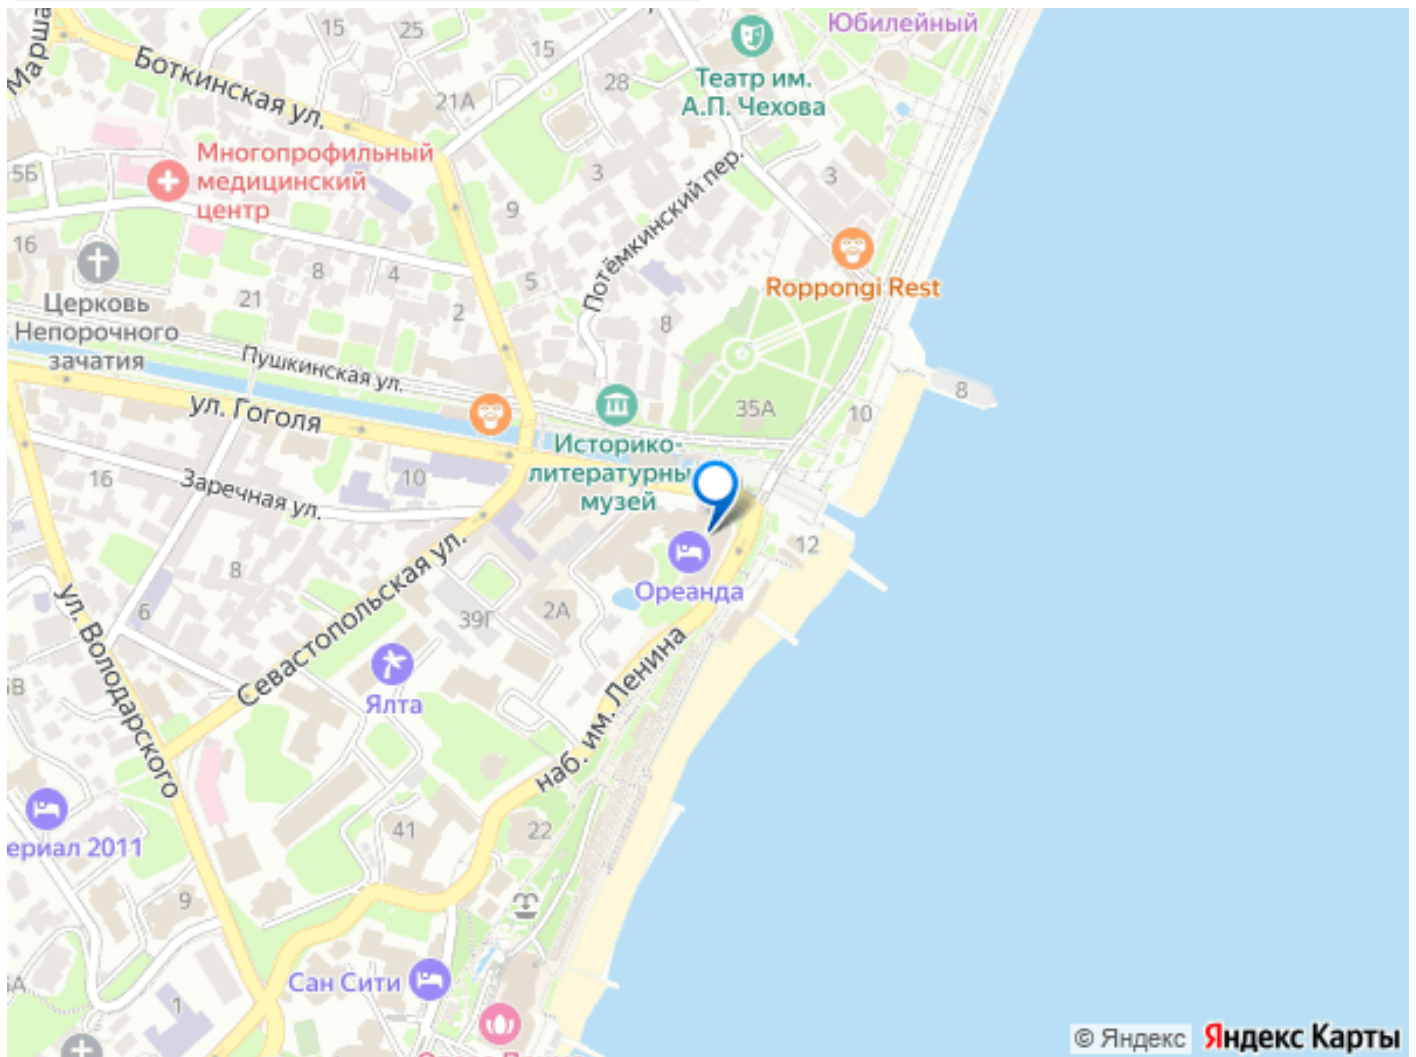 Юбилейный
15
25
15
Марша
Боткинская ул.
Театр им.
А.П. Чехова
28
21А
Многопрофильный
медицинский
центр
5Б
3
Потёмкинский пер.
3
9
16
8
4
5
Roppongi Rest
Церковь
Непорочного
зачатия
21
2
8
Пушкинская ул.
8
ул. Гоголя
35А
10
Историко-
литературны
музей
16
10
Заречная ул.
12
8
Ореанда
6
2А
39Г
ул. Володарского
Севастопольская ул.
наб. им. Ленина
5В
Ялта
41
22
ериал 2011
9
Сан Сити
1
© Яндекс
Яндекс Карты